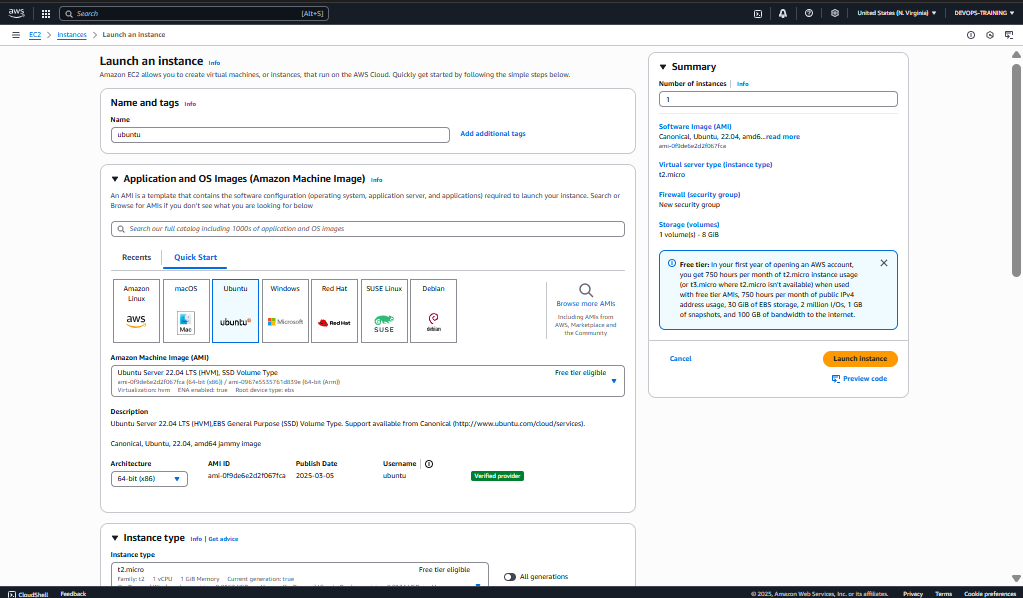 aws
Search [Alt+S]
United States (N. Virginia)
DEVOPS-TRAINING
EC2 > Instances > Launch an instance
Launch an instance Info
Amazon EC2 allows you to create virtual machines, or instances, that run on the AWS Cloud. Quickly get started by following the simple steps below.
Name and tags Info
Name
ubuntu
Add additional tags
Application and OS Images (Amazon Machine Image) Info
An AMI is a template that contains the software configuration (operating system, application server, and applications) required to launch your instance. Search or
Browse for AMIs if you don't see what you are looking for below
Search our full catalog including 1000s of application and OS images
Recents
Quick Start
Amazon
Linux
aws
macOS
Mac
Ubuntu
ubuntu
Windows
Microsoft
Red Hat
Red Hat
SUSE Linux
SUSE
Debian
debian
Browse more AMIs
Including AMIs from
AWS, Marketplace and
the Community
Amazon Machine Image (AMI)
Ubuntu Server 22.04 LTS (HVM), SSD Volume Type
Free tier eligible
ami-0f9de6e2d2f067fca (64-bit (x86)) / ami-0967e5535761d839e (64-bit (Arm))
Virtualization: hvm ENA enabled: true Root device type: ebs
Description
Ubuntu Server 22.04 LTS (HVM),EBS General Purpose (SSD) Volume Type. Support available from Canonical (http://www.ubuntu.com/cloud/services).
Canonical, Ubuntu, 22.04, amd64 jammy image
Architecture
64-bit (x86)
AMI ID
ami-0f9de6e2d2f067fca
Publish Date
2025-03-05
Username
ubuntu
Verified provider
Instance type Info | Get advice
Instance type
t2.micro
Free tier eligible
Family: t2 1 vCPU 1 GiB Memory Current generation: true
All generations
Summary
Number of instances Info
1
Software Image (AMI)
Canonical, Ubuntu, 22.04, amd6...read more
ami-0f9de6e2d2f067fca
Virtual server type (instance type)
t2.micro
Firewall (security group)
New security group
Storage (volumes)
1 volume(s) - 8 GiB
Free tier: In your first year of opening an AWS account,
you get 750 hours per month of t2.micro instance usage
(or t3.micro where t2.micro isn't available) when used
with free tier AMIs, 750 hours per month of public IPv4
address usage, 30 GiB of EBS storage, 2 million I/Os, 1 GB
of snapshots, and 100 GB of bandwidth to the internet.
Cancel
Launch instance
Preview code
CloudShell
Feedback
© 2025, Amazon Web Services, Inc. or its affiliates.
Privacy
Terms
Cookie preferences